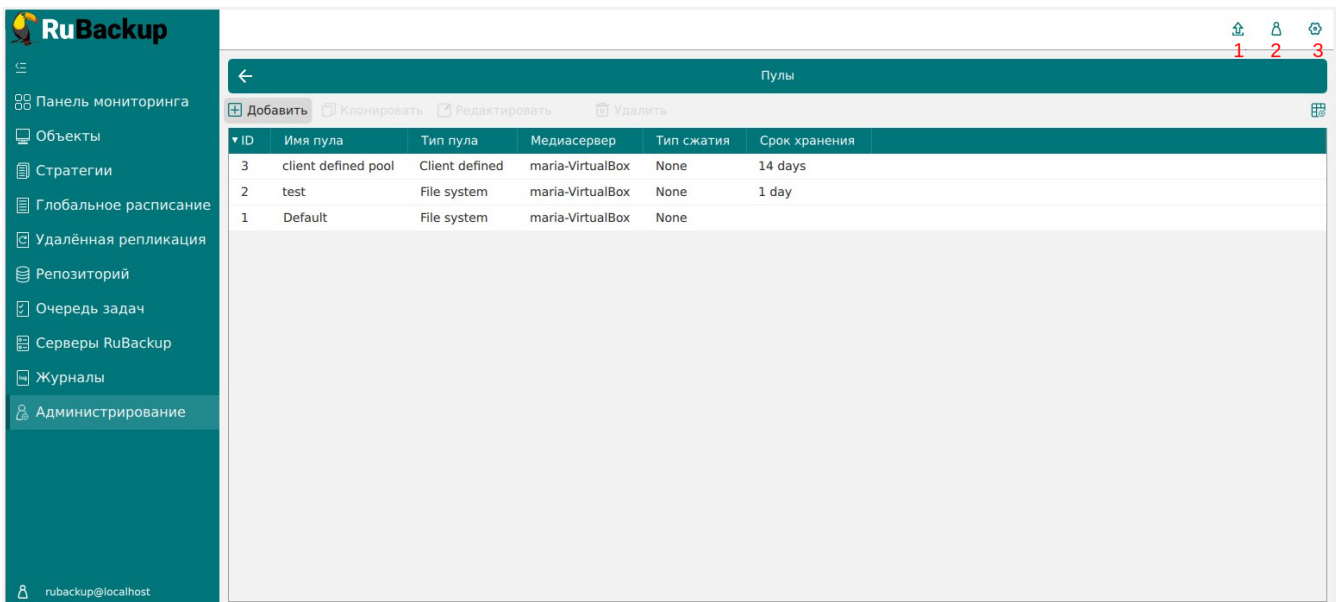 RuBackup
1 2 3
Пулы
Панель мониторинга
Объекты
Стратегии
Глобальное расписание
Удалённая репликация
Репозиторий
Очередь задач
Серверы RuBackup
Журналы
Администрирование
rubackup@localhost
Добавить Клонировать Редактировать Удалить
ID Имя пула Тип пула Медиасервер Тип сжатия Срок хранения
3 client defined pool Client defined maria-VirtualBox None 14 days
2 test File system maria-VirtualBox None 1 day
1 Default File system maria-VirtualBox None